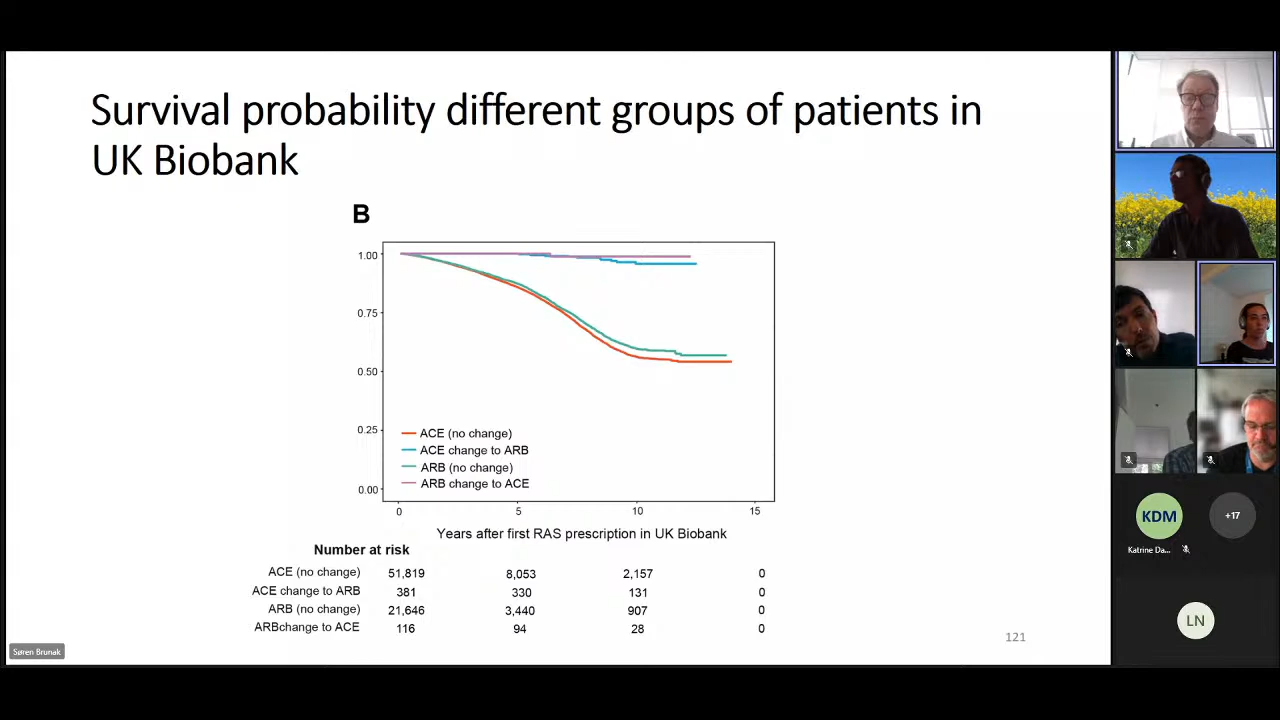 Survival probability different groups of patients in
UK Biobank
B
1.00
0.75
0.50
0.25
0.00
ACE (no change)
ACE change to ARB
ARB (no change)
ARB change to ACE
0 5 10 15
Years after first RAS prescription in UK Biobank
Number at risk
ACE (no change) 51,819 8,053 2,157 0
ACE change to ARB 381 330 131 0
ARB (no change) 21,646 3,440 907 0
ARBchange to ACE 116 94 28 0
121
Søren Brunak
KDM
+17
Katrine Da...
LN